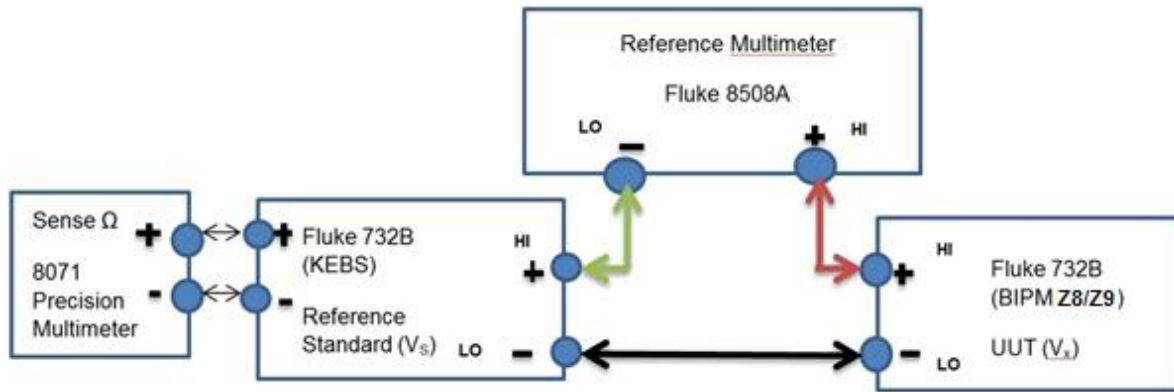 Reference Multimeter
Fluke 8508A
LO
−
+
HI
Sense Ω
+
8071
Precision
Multimeter
-
+
Fluke 732B
(KEBS)
-
Reference
Standard (Vₛ)
HI
+
LO
−
HI
+
Fluke 732B
(BIPM Z8/Z9)
−
LO
UUT (Vₓ)